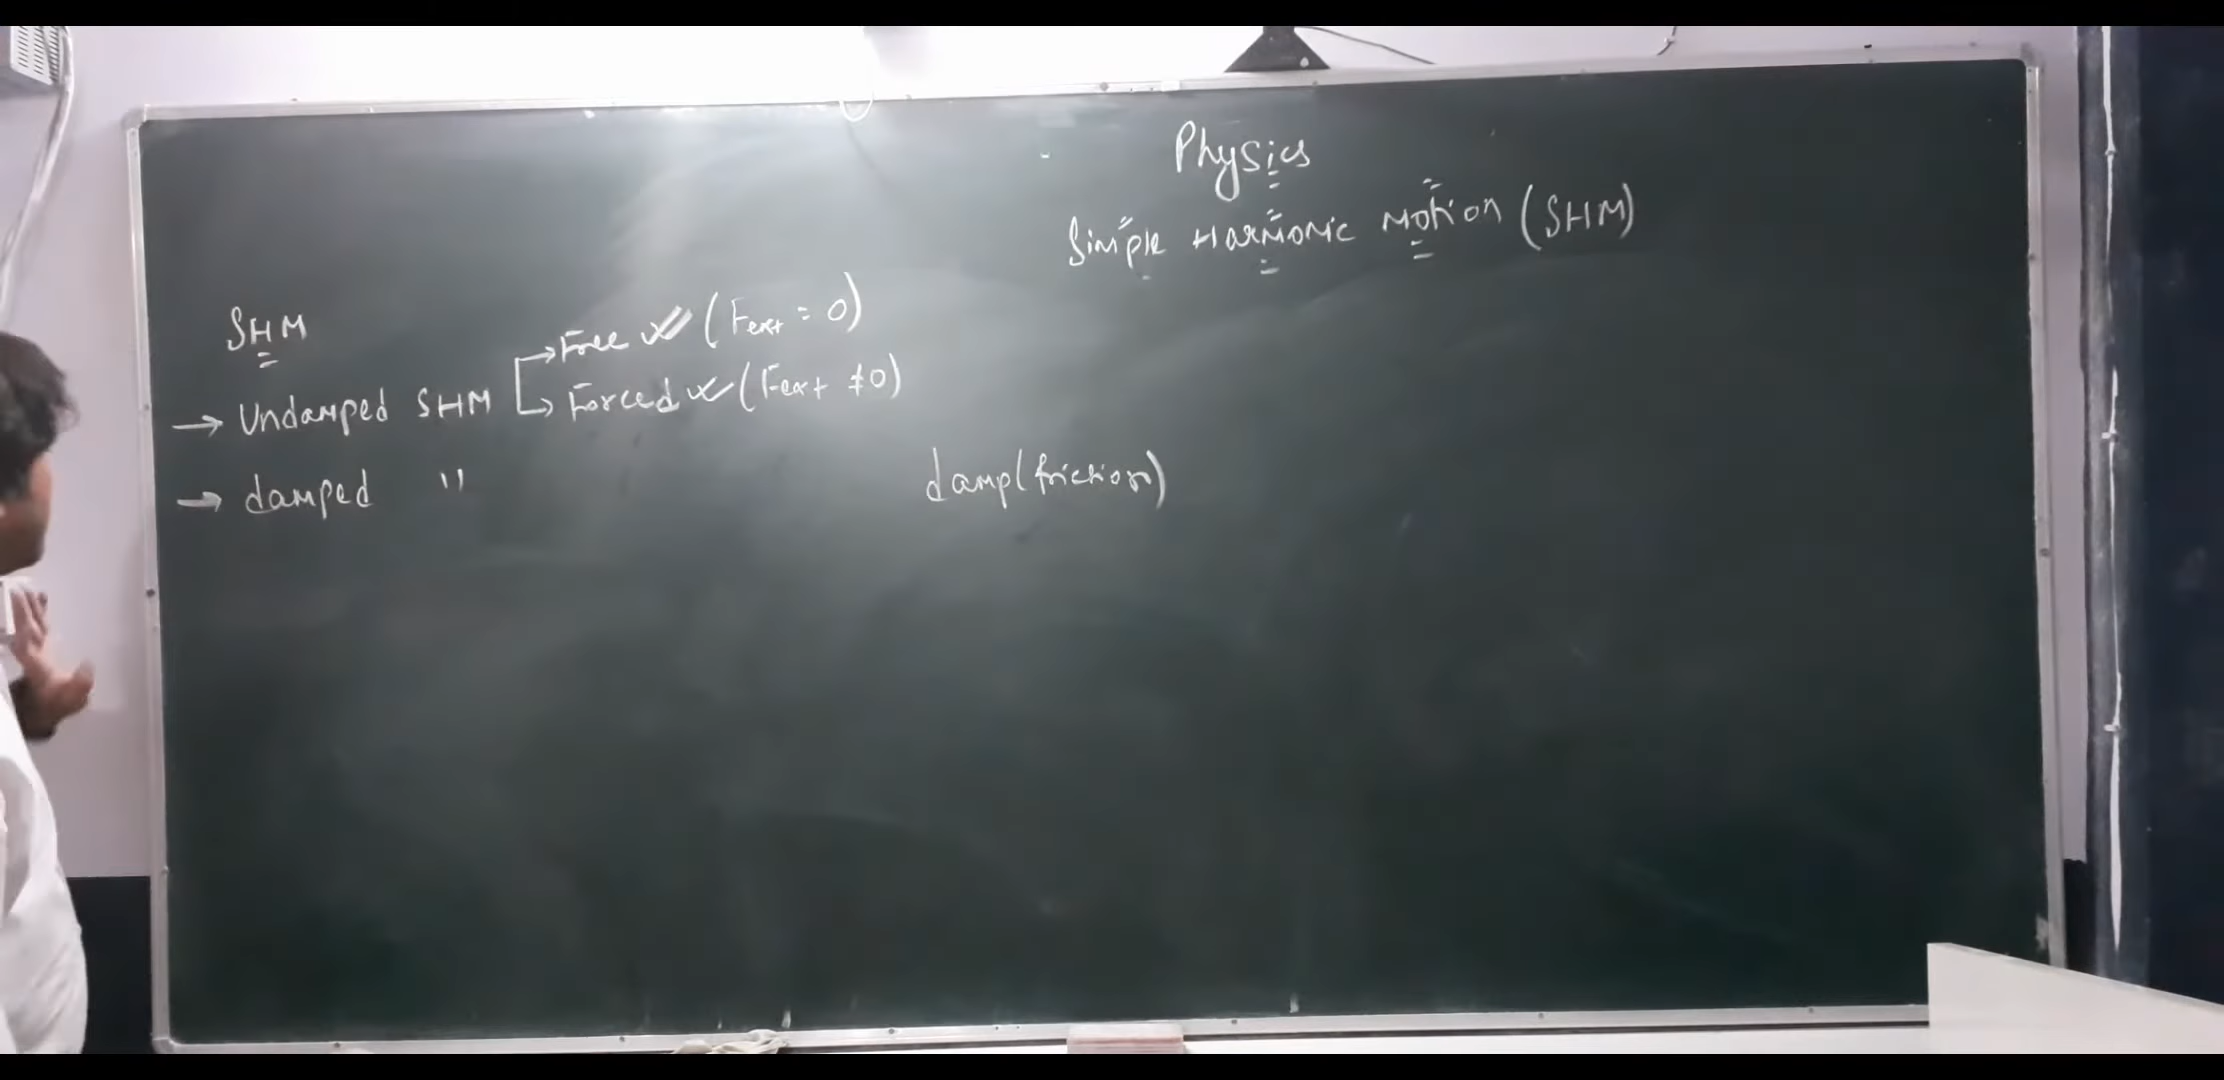 Physics
Simple Harmonic Motion (SHM)
SHM
→ Undamped SHM → Free (Fext = 0)
→ Forced (Fext ≠ 0)
→ damped "
damp (friction)